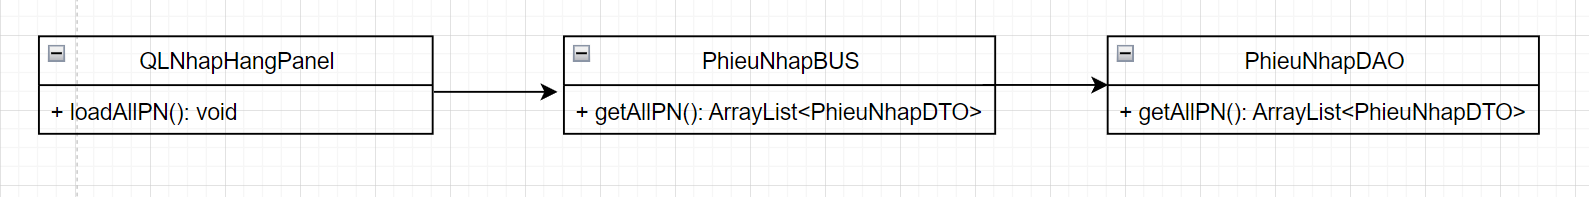 QLNhapHangPanel
+ loadAllPN(): void
PhieuNhapBUS
+ getAllPN(): ArrayList<PhieuNhapDTO>
PhieuNhapDAO
+ getAllPN(): ArrayList<PhieuNhapDTO>